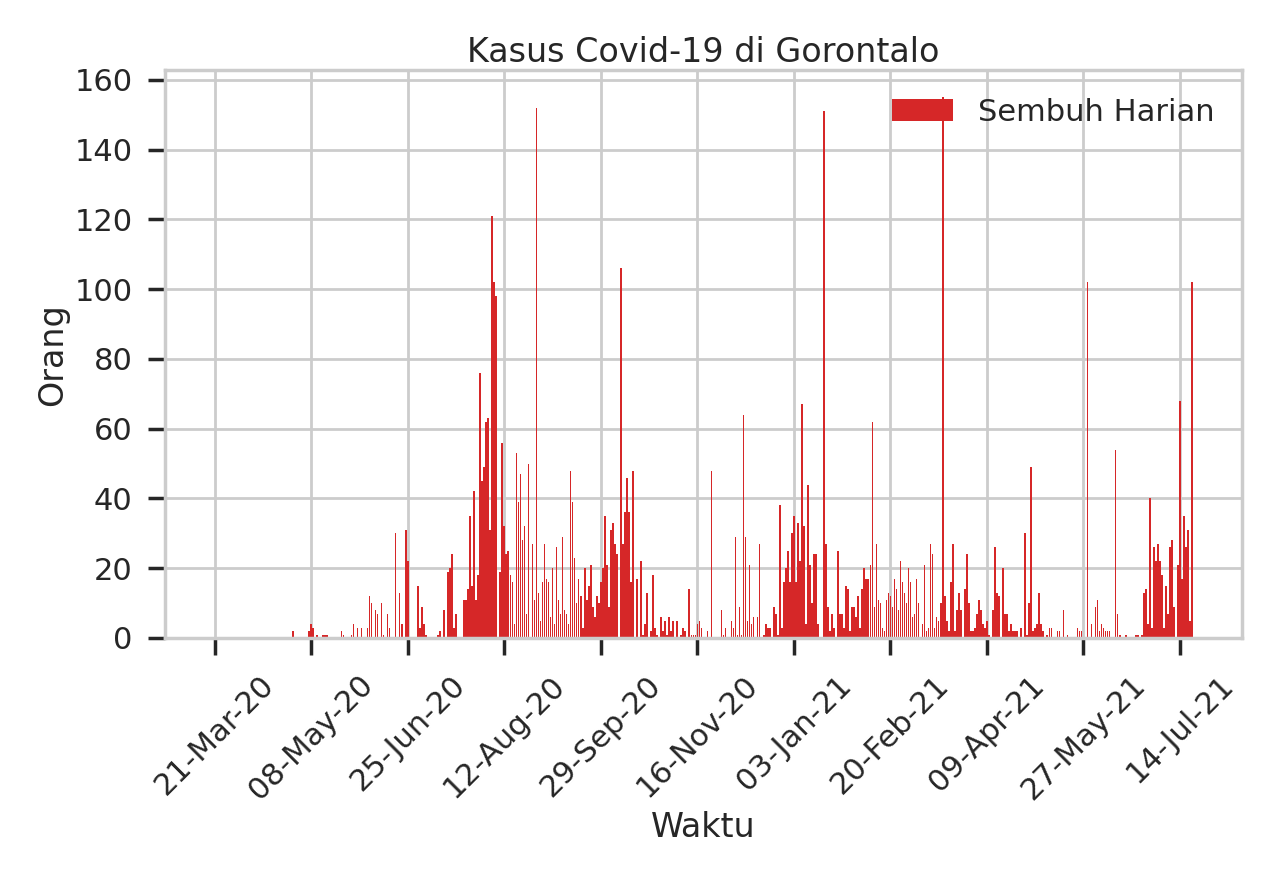 Kasus Covid-19 di Gorontalo
Sembuh Harian
Orang
160
140
120
100
80
60
40
20
0
21-Mar-20
08-May-20
25-Jun-20
12-Aug-20
29-Sep-20
16-Nov-20
03-Jan-21
20-Feb-21
09-Apr-21
27-May-21
14-Jul-21
Waktu